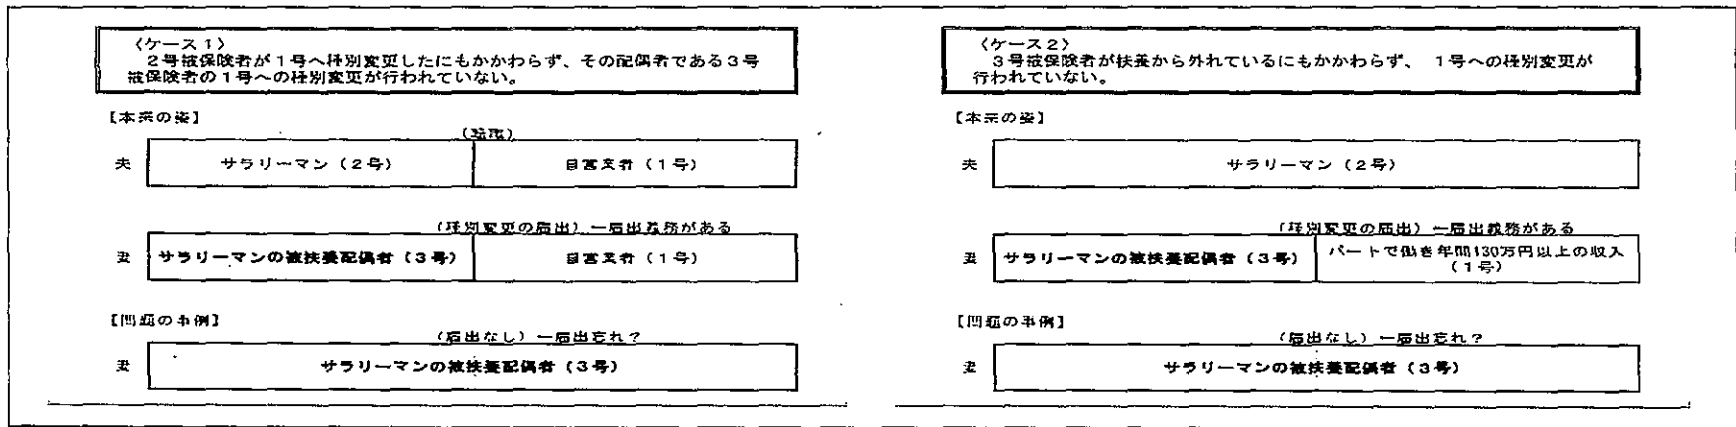 〈ケース1〉
2号被保険者が1号へ種別変更したにもかかわらず、その配偶者である3号
被保険者の1号への種別変更が行われていない。
【本来の姿】
(転職)
夫 サラリーマン(2号) 自営業者(1号)
(種別変更の届出)ー届出義務がある
妻 サラリーマンの被扶養配偶者(3号) 自営業者(1号)
【問題の事例】
(届出なし)ー届出忘れ?
妻 サラリーマンの被扶養配偶者(3号)
〈ケース2〉
3号被保険者が扶養から外れているにもかかわらず、 1号への種別変更が
行われていない。
【本来の姿】
夫 サラリーマン(2号)
(種別変更の届出)ー届出義務がある
妻 サラリーマンの被扶養配偶者(3号) パートで働き年間130万円以上の収入
(1号)
【問題の事例】
(届出なし)ー届出忘れ?
妻 サラリーマンの被扶養配偶者(3号)